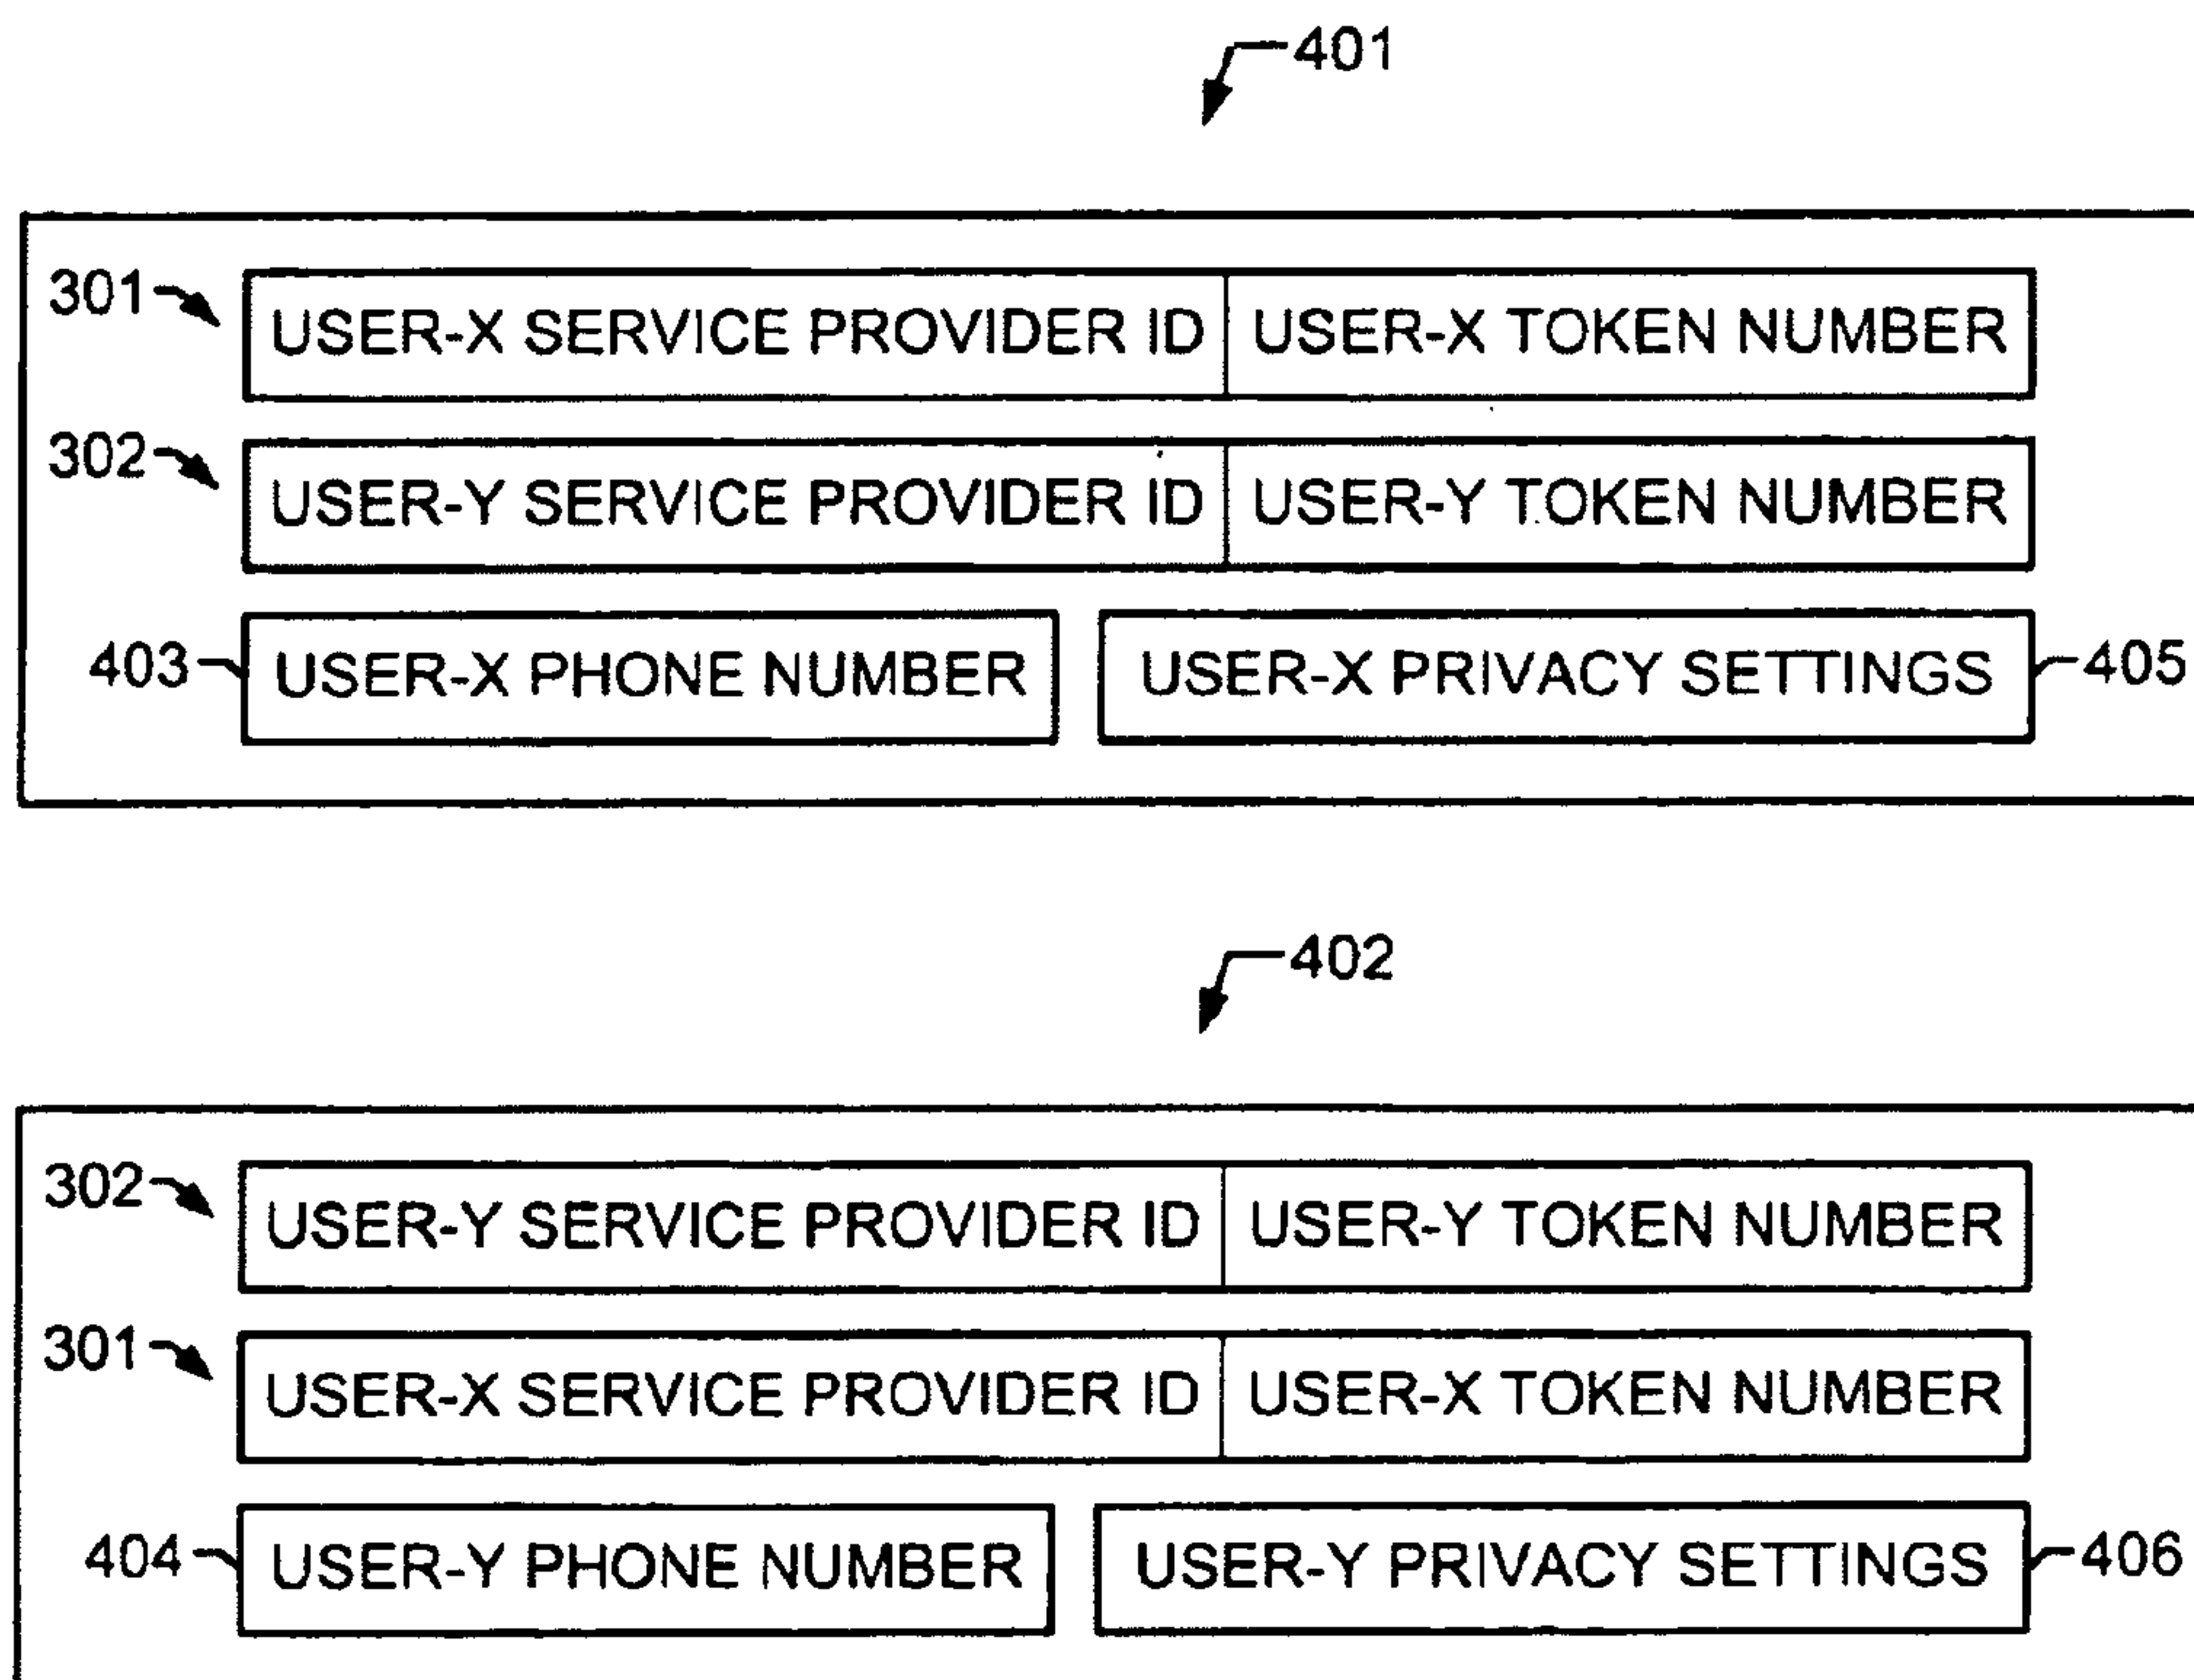 401
301 USER-X SERVICE PROVIDER ID USER-X TOKEN NUMBER
302 USER-Y SERVICE PROVIDER ID USER-Y TOKEN NUMBER
403 USER-X PHONE NUMBER USER-X PRIVACY SETTINGS 405
402
302 USER-Y SERVICE PROVIDER ID USER-Y TOKEN NUMBER
301 USER-X SERVICE PROVIDER ID USER-X TOKEN NUMBER
404 USER-Y PHONE NUMBER USER-Y PRIVACY SETTINGS 406